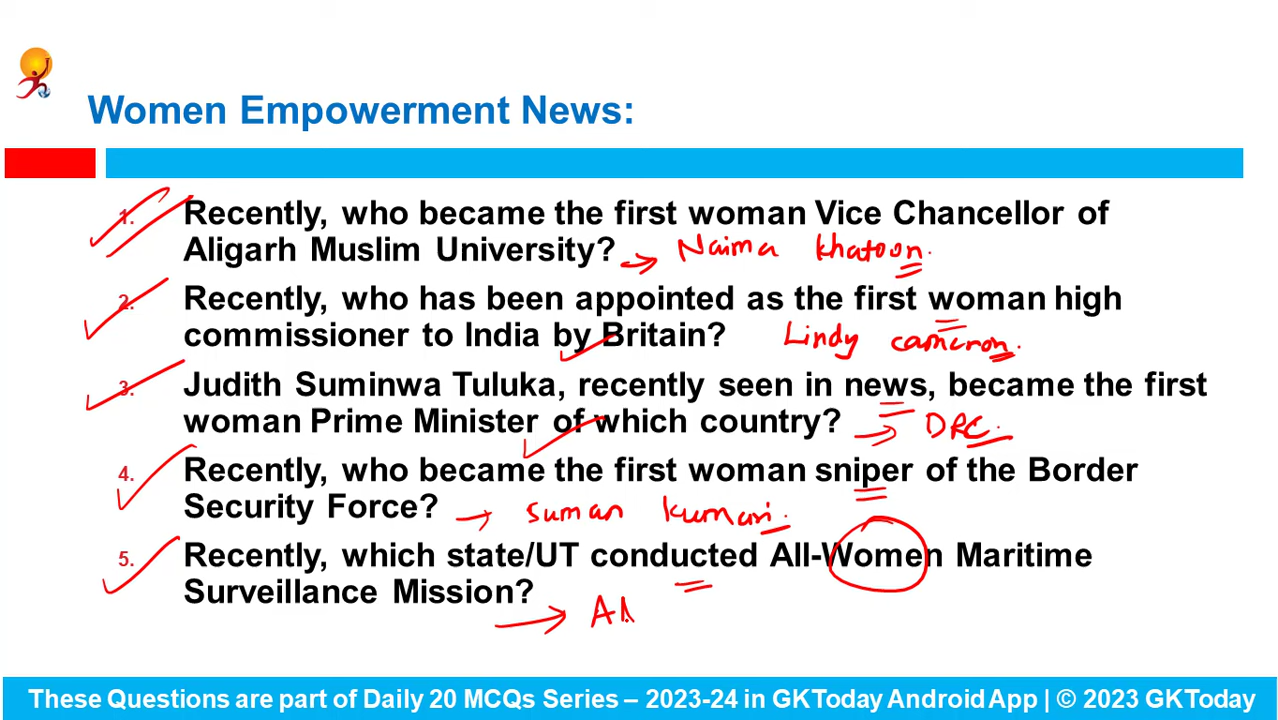 Women Empowerment News:
1. Recently, who became the first woman Vice Chancellor of
Aligarh Muslim University? → Naima Khatoon.
2. Recently, who has been appointed as the first woman high
commissioner to India by Britain? Lindy cameron.
3. Judith Suminwa Tuluka, recently seen in news, became the first
woman Prime Minister of which country? → DRC.
4. Recently, who became the first woman sniper of the Border
Security Force? → Suman kumari.
5. Recently, which state/UT conducted All-Women Maritime
Surveillance Mission?
→
These Questions are part of Daily 20 MCQs Series – 2023-24 in GKToday Android App | © 2023 GKToday